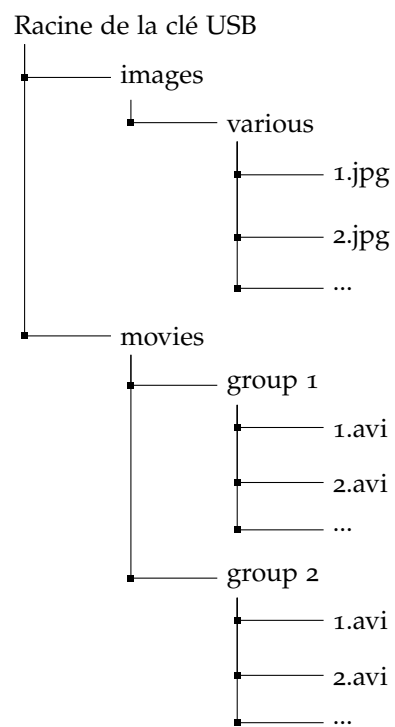 Racine de la clé USB
images
various
1.jpg
2.jpg
...
movies
group 1
1.avi
2.avi
...
group 2
1.avi
2.avi
...